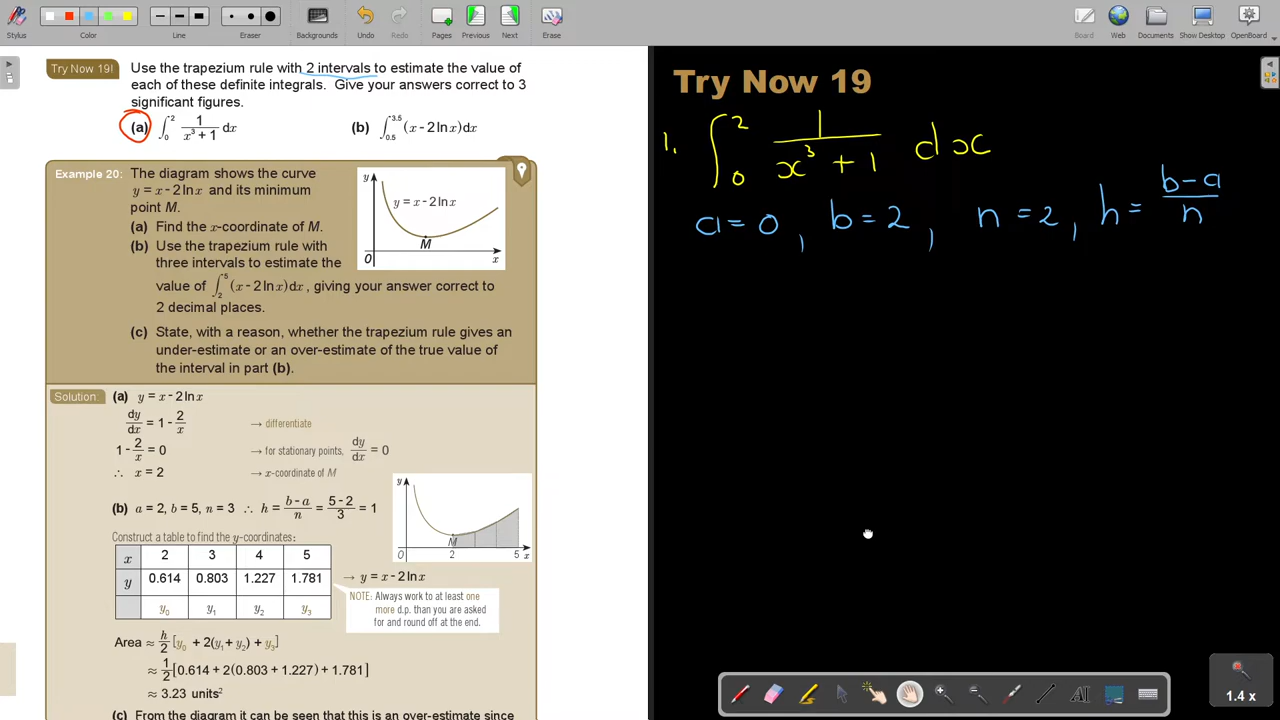 Stylus
Color
Line
Eraser
Backgrounds
Undo
Redo
Pages
Previous
Next
Erase
Board
Web
Documents
Show Desktop
OpenBoard
Try Now 19!
Use the trapezium rule with 2 intervals to estimate the value of
each of these definite integrals. Give your answers correct to 3
significant figures.
(a) ∫₀² 1/(x³ + 1) dx (b) ∫₀.₅³·⁵ (x - 2 ln x)dx
Example 20:
The diagram shows the curve
y = x - 2 ln x and its minimum
point M.
(a) Find the x-coordinate of M.
(b) Use the trapezium rule with
three intervals to estimate the
value of ∫₂⁵ (x - 2 ln x)dx, giving your answer correct to
2 decimal places.
(c) State, with a reason, whether the trapezium rule gives an
under-estimate or an over-estimate of the true value of
the interval in part (b).
y
y = x - 2 ln x
M
O
x
Solution:
(a) y = x - 2 ln x
dy/dx = 1 - 2/x → differentiate
1 - 2/x = 0 → for stationary points, dy/dx = 0
∴ x = 2 → x-coordinate of M
(b) a = 2, b = 5, n = 3 ∴ h = (b - a)/n = (5 - 2)/3 = 1
y
M
O 2 5 x
Construct a table to find the y-coordinates:
x 2 3 4 5
y 0.614 0.803 1.227 1.781 → y = x - 2 ln x
y₀ y₁ y₂ y₃
NOTE: Always work to at least one
more d.p. than you are asked
for and round off at the end.
Area ≈ h/2 [y₀ + 2(y₁ + y₂) + y₃]
≈ 1/2 [0.614 + 2(0.803 + 1.227) + 1.781]
≈ 3.23 units²
(c) From the diagram it can be seen that this is an over-estimate since
Try Now 19
1. ∫₀² 1/(x³ + 1) dx
a = 0, b = 2, n = 2, h = (b - a)/n
1.4 x